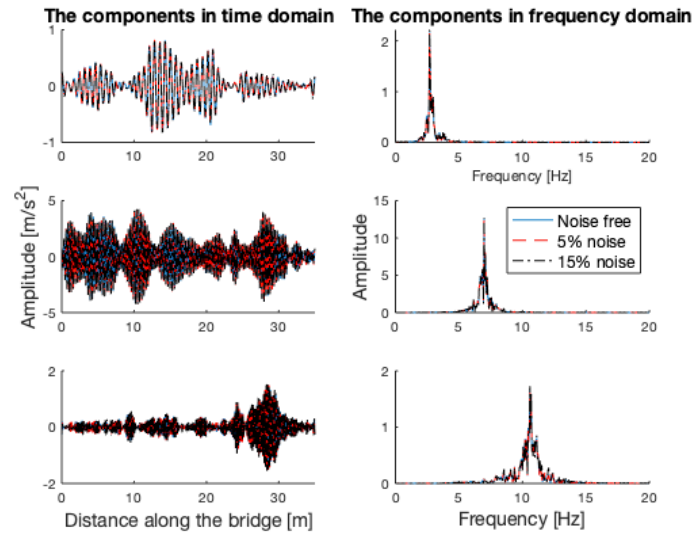 The components in time domain
The components in frequency domain
1
0
-1
0 10 20 30
2
1
0
0 5 10 15 20
Frequency [Hz]
Amplitude [m/s²]
5
0
-5
0 10 20 30
Amplitude
15
10
5
0
0 5 10 15 20
Noise free
5% noise
15% noise
2
0
-2
0 10 20 30
Distance along the bridge [m]
2
1
0
0 5 10 15 20
Frequency [Hz]